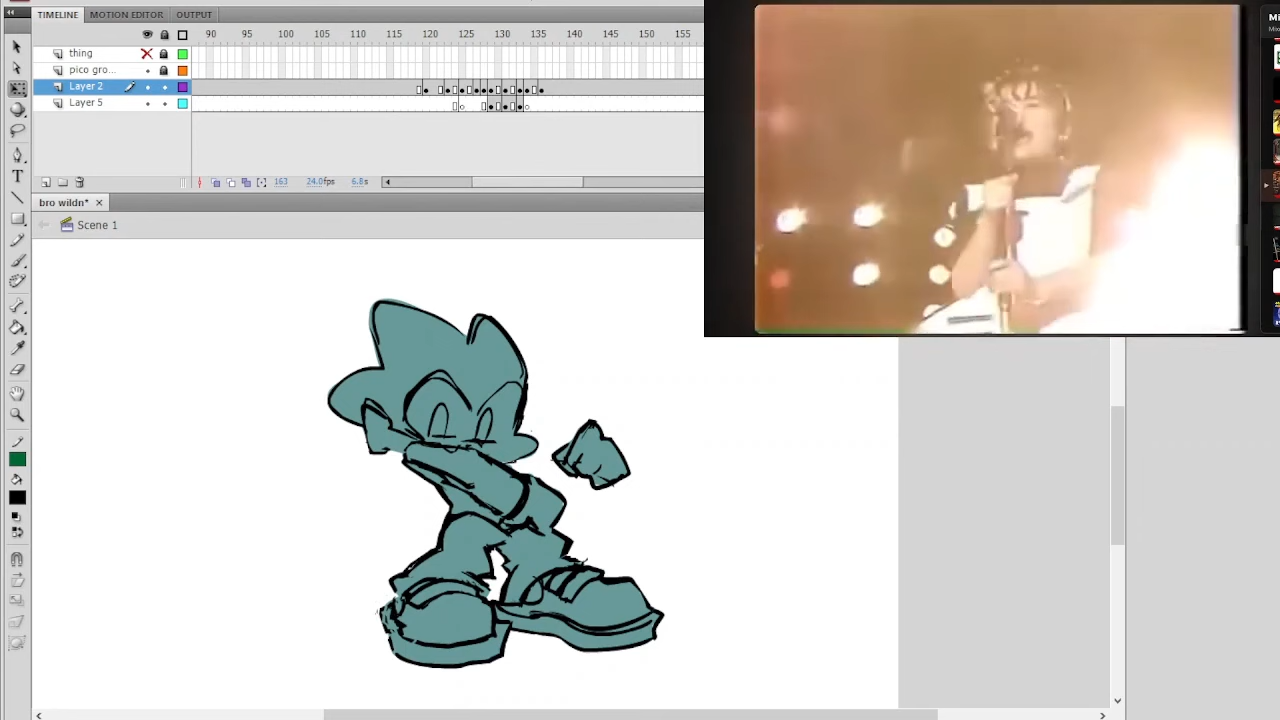 TIMELINE MOTION EDITOR OUTPUT
90 95 100 105 110 115 120 125 130 135 140 145 150 155
thing
pico gro...
Layer 2
Layer 5
163 24.0fps 6.8s
bro wildn*
Scene 1